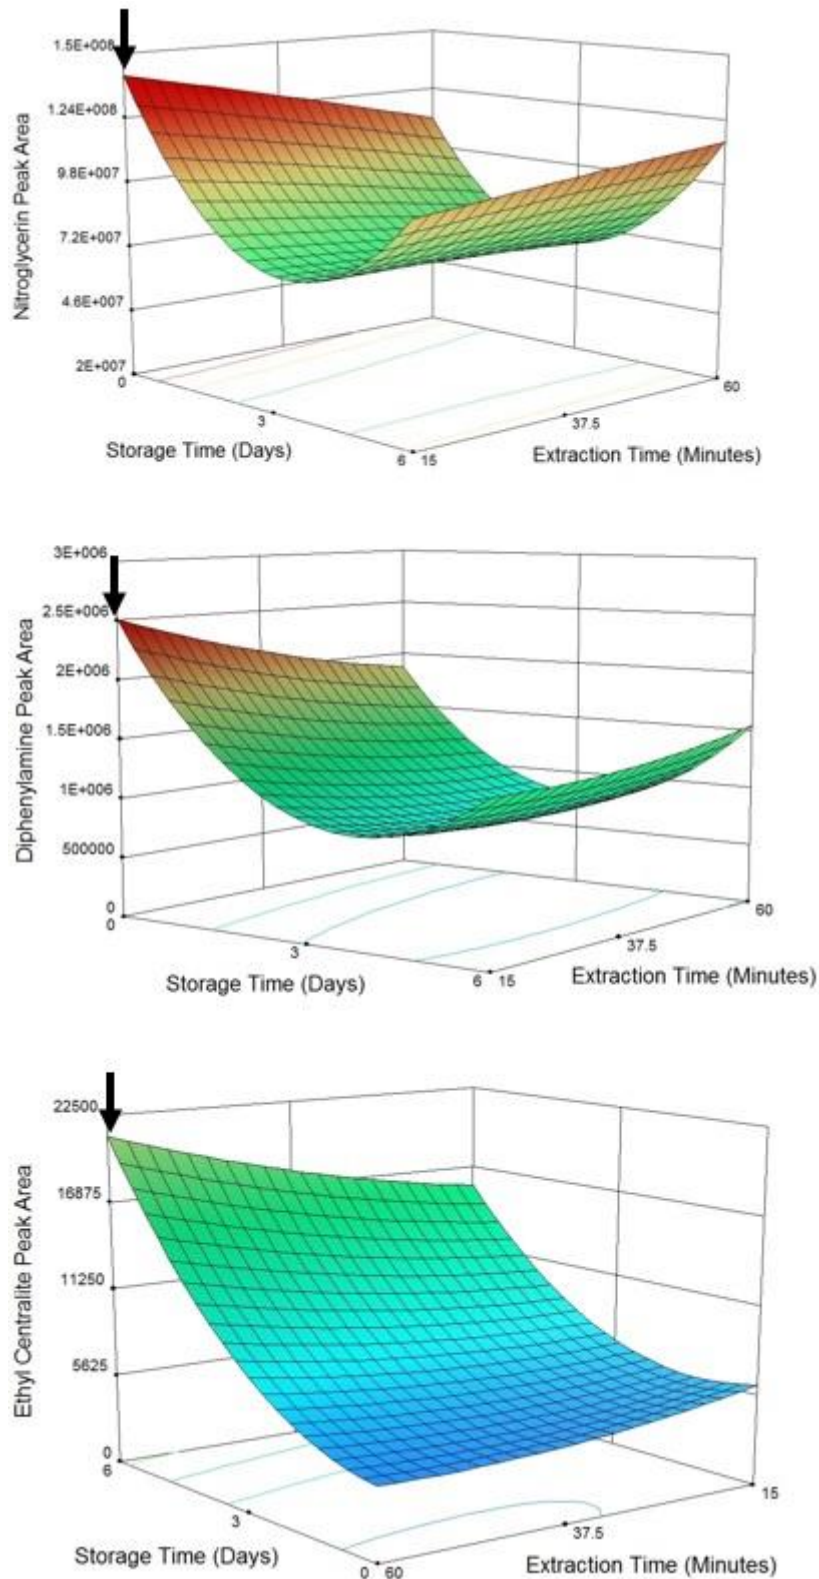 1.5E+008
1.24E+008
9.8E+007
7.2E+007
4.6E+007
2E+007
Nitroglycerin Peak Area
0
3
6
Storage Time (Days)
15
37.5
60
Extraction Time (Minutes)
3E+006
2.5E+006
2E+006
1.5E+006
1E+006
500000
0
Diphenylamine Peak Area
0
3
6
Storage Time (Days)
15
37.5
60
Extraction Time (Minutes)
22500
16875
11250
5625
0
Ethyl Centralite Peak Area
6
3
0
Storage Time (Days)
60
37.5
15
Extraction Time (Minutes)